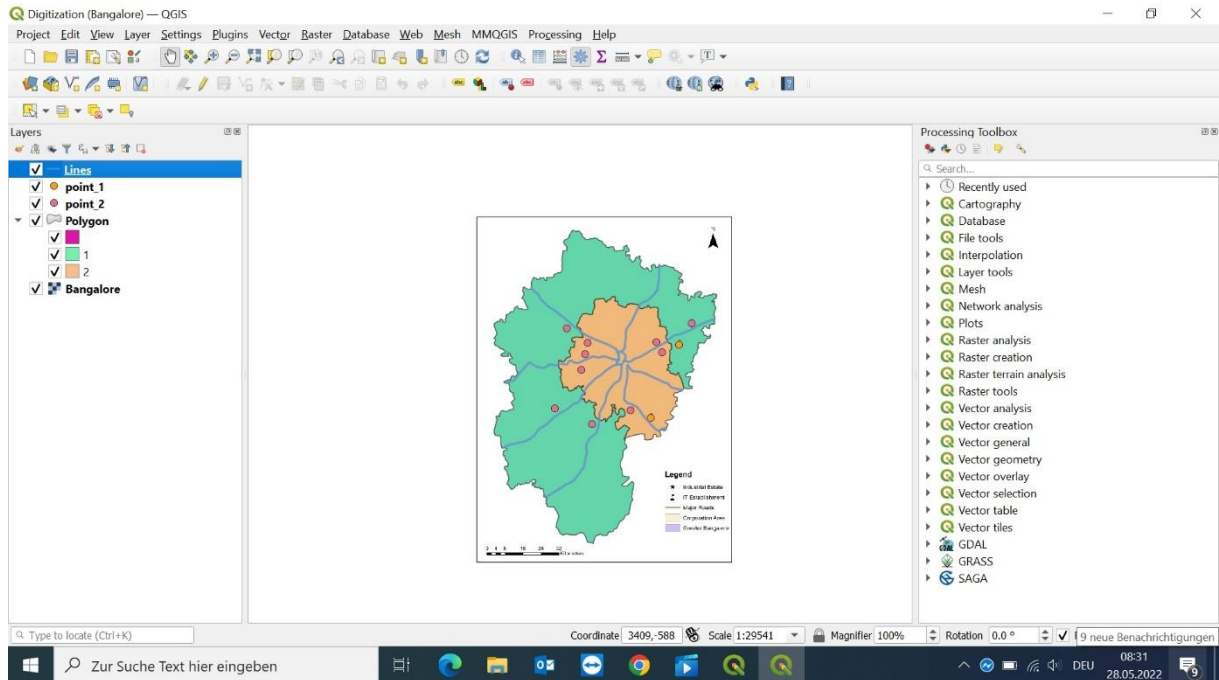 Digitization (Bangalore) — QGIS
Project Edit View Layer Settings Plugins Vector Raster Database Web Mesh MMQGIS Processing Help
Layers
Lines
point_1
point_2
Polygon
1
2
Bangalore
Legend
Industrial Estate
IT Establishment
Major Roads
Corporation Area
Greater Bangalore
Processing Toolbox
Search...
Recently used
Cartography
Database
File tools
Interpolation
Layer tools
Mesh
Network analysis
Plots
Raster analysis
Raster creation
Raster terrain analysis
Raster tools
Vector analysis
Vector creation
Vector general
Vector geometry
Vector overlay
Vector selection
Vector table
Vector tiles
GDAL
GRASS
SAGA
Type to locate (Ctrl+K) Coordinate 3409,-588 Scale 1:29541 Magnifier 100% Rotation 0.0 ° 9 neue Benachrichtigungen
Zur Suche Text hier eingeben DEU 08:31
28.05.2022
9